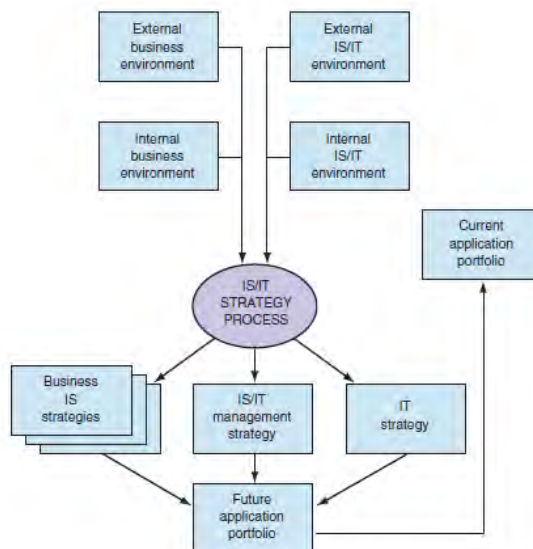 External
business
environment
External
IS/IT
environment
Internal
business
environment
Internal
IS/IT
environment
Current
application
portfolio
IS/IT
STRATEGY
PROCESS
Business
IS
strategies
IS/IT
management
strategy
IT
strategy
Future
application
portfolio